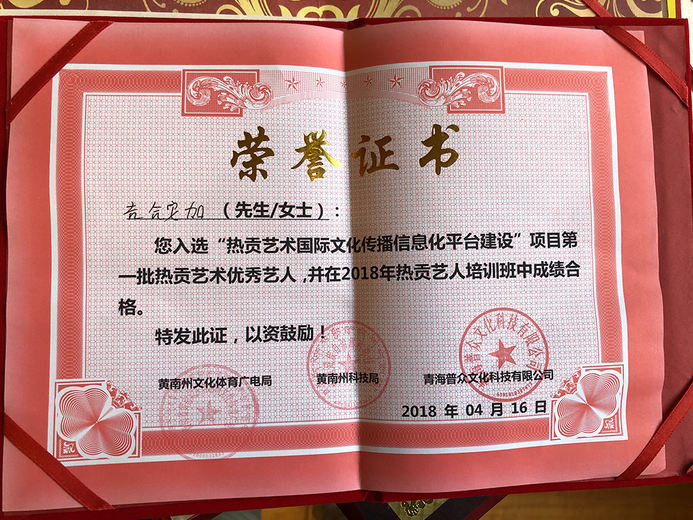 荣誉证书
吉合定加 （先生/女士）：
您入选“热贡艺术国际文化传播信息化平台建设”项目第
一批热贡艺术优秀艺人，并在2018年热贡艺人培训班中成绩合
格。
特发此证，以资鼓励！
黄南州文化体育广电局 黄南州科技局 青海普众文化科技有限公司
2018 年 04 月 16 日